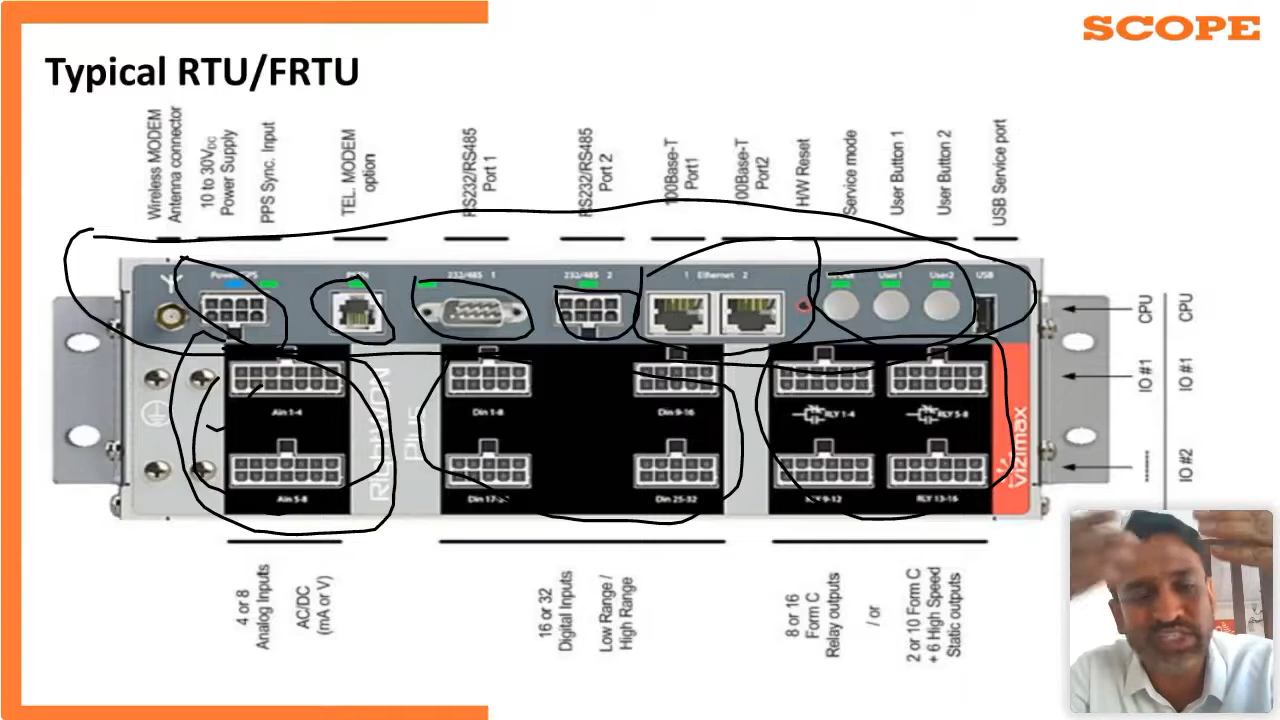 SCOPE
Typical RTU/FRTU
Wireless MODEM
Antenna connector
10 to 30VDC
Power Supply
PPS Sync. Input
TEL. MODEM
option
RS232/RS485
Port 1
RS232/RS485
Port 2
100Base-T
Port1
100Base-T
Port2
H/W Reset
Service mode
User Button 1
User Button 2
USB Service port
232/485 1
232/485 2
1 Ethernet 2
User1
User2
USB
CPU
CPU
Ain 1-4
Din 1-8
Din 9-16
RLY 1-4
RLY 5-8
IO #1
IO #1
Ain 5-8
Din 25-32
RLY 13-16
vizimax
IO #2
4 or 8
Analog Inputs
AC/DC
(mA or V)
16 or 32
Digital Inputs
Low Range /
High Range
8 or 16
Form C
Relay outputs
/ or
2 or 10 Form C
+ 6 High Speed
Static outputs